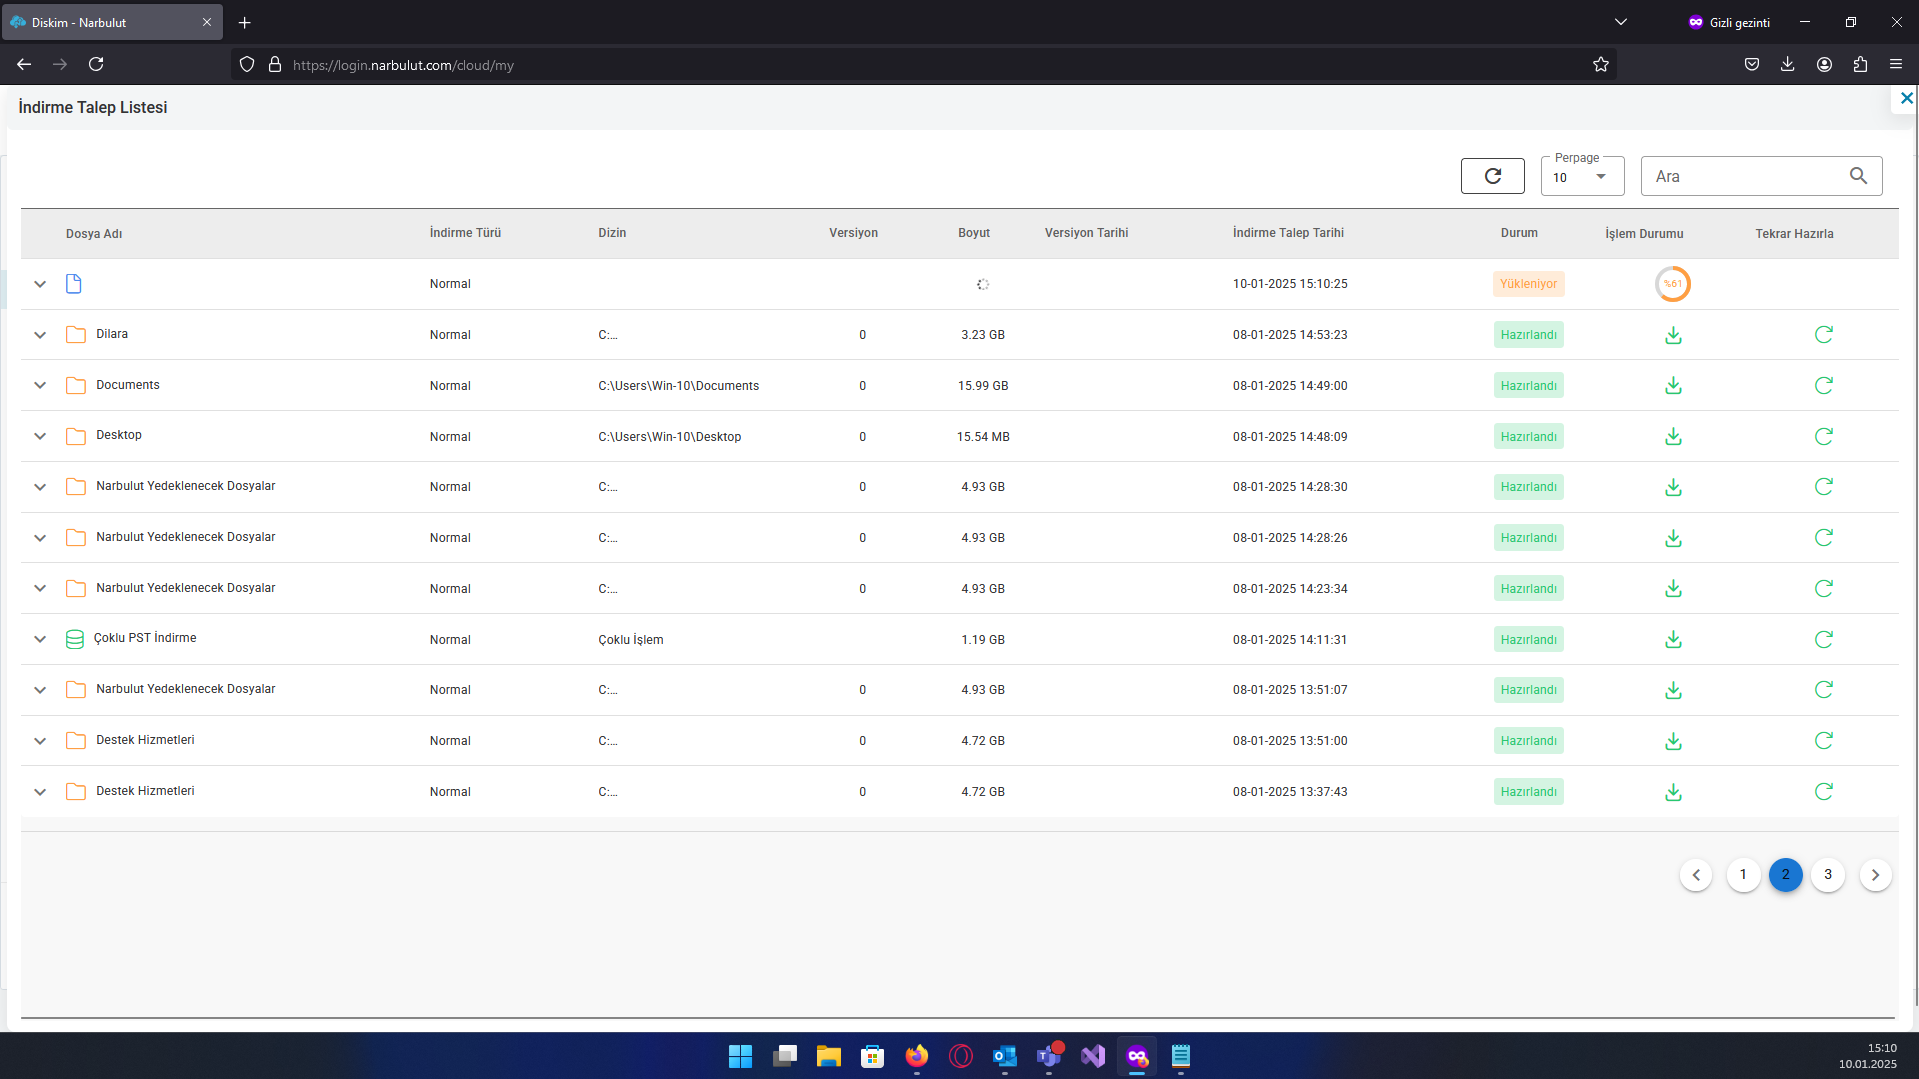 Diskim - Narbulut
Gizli gezinti
https://login.narbulut.com/cloud/my
İndirme Talep Listesi
Perpage
10
Ara
Dosya Adı İndirme Türü Dizin Versiyon Boyut Versiyon Tarihi İndirme Talep Tarihi Durum İşlem Durumu Tekrar Hazırla
Normal 10-01-2025 15:10:25 Yükleniyor %61
Dilara Normal C:... 0 3.23 GB 08-01-2025 14:53:23 Hazırlandı
Documents Normal C:\Users\Win-10\Documents 0 15.99 GB 08-01-2025 14:49:00 Hazırlandı
Desktop Normal C:\Users\Win-10\Desktop 0 15.54 MB 08-01-2025 14:48:09 Hazırlandı
Narbulut Yedeklenecek Dosyalar Normal C:... 0 4.93 GB 08-01-2025 14:28:30 Hazırlandı
Narbulut Yedeklenecek Dosyalar Normal C:... 0 4.93 GB 08-01-2025 14:28:26 Hazırlandı
Narbulut Yedeklenecek Dosyalar Normal C:... 0 4.93 GB 08-01-2025 14:23:34 Hazırlandı
Çoklu PST İndirme Normal Çoklu İşlem 1.19 GB 08-01-2025 14:11:31 Hazırlandı
Narbulut Yedeklenecek Dosyalar Normal C:... 0 4.93 GB 08-01-2025 13:51:07 Hazırlandı
Destek Hizmetleri Normal C:... 0 4.72 GB 08-01-2025 13:51:00 Hazırlandı
Destek Hizmetleri Normal C:... 0 4.72 GB 08-01-2025 13:37:43 Hazırlandı
1 2 3
15:10
10.01.2025